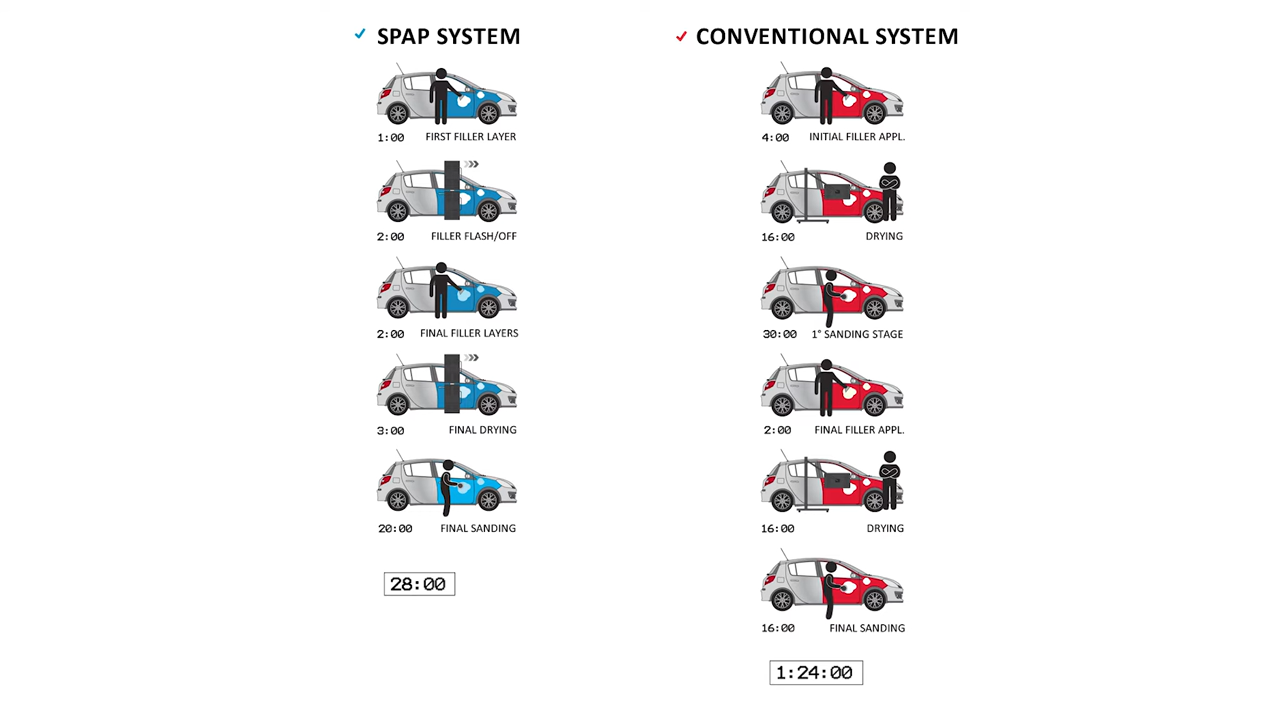 SPAP SYSTEM
1:00 FIRST FILLER LAYER
2:00 FILLER FLASH/OFF
2:00 FINAL FILLER LAYERS
3:00 FINAL DRYING
20:00 FINAL SANDING
28:00
CONVENTIONAL SYSTEM
4:00 INITIAL FILLER APPL.
16:00 DRYING
30:00 1° SANDING STAGE
2:00 FINAL FILLER APPL.
16:00 DRYING
16:00 FINAL SANDING
1:24:00